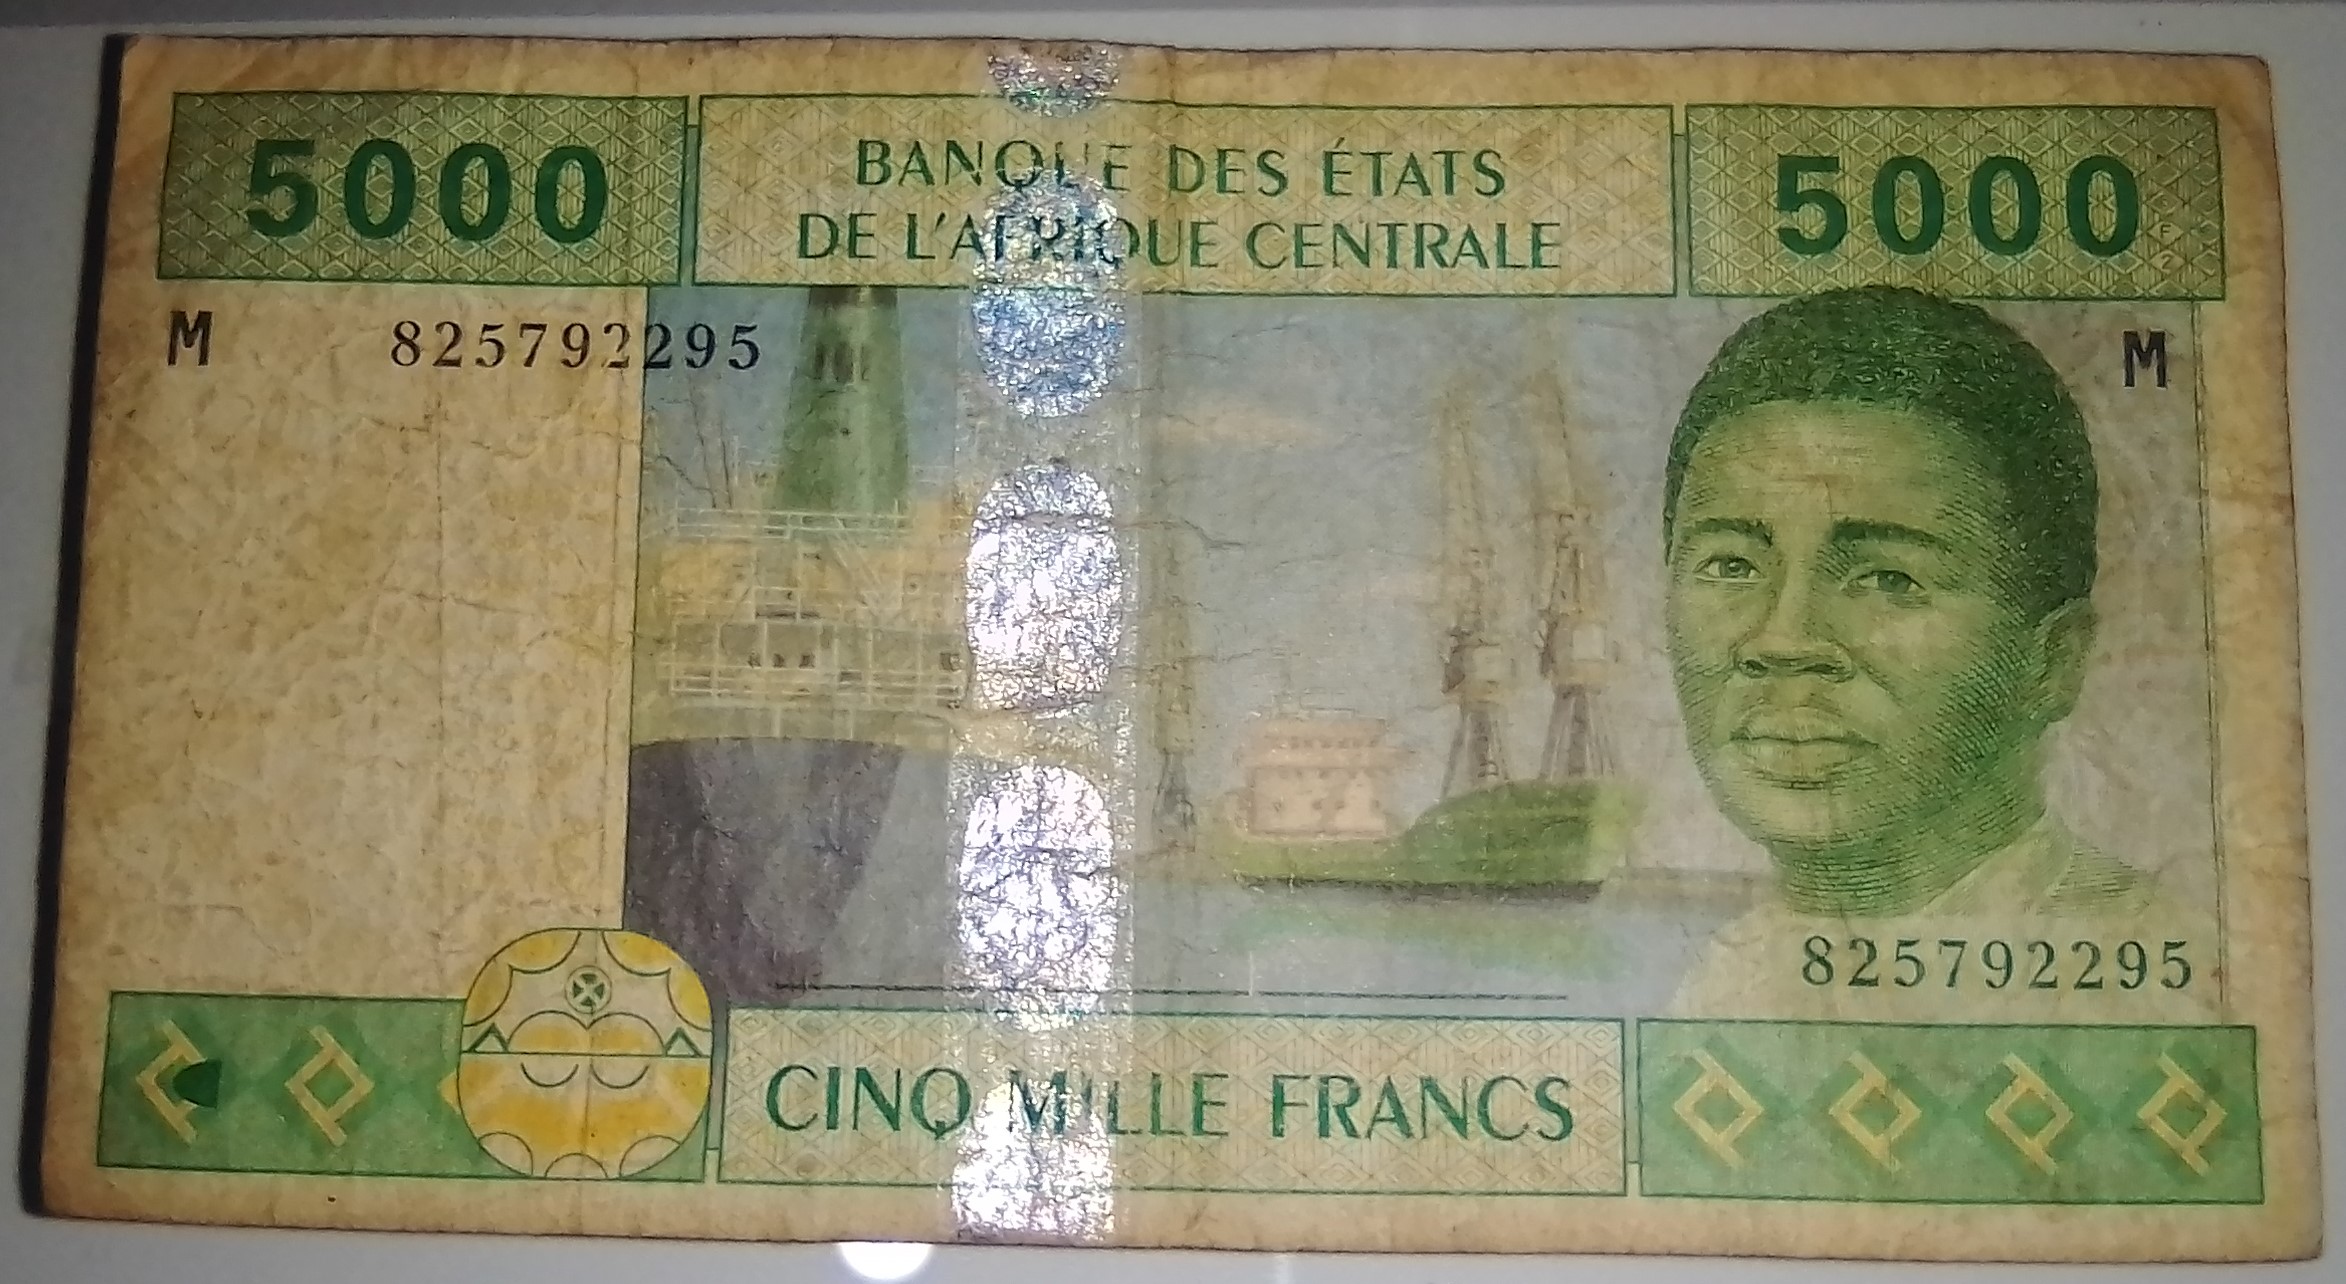 5000
BANQUE DES ÉTATS
DE L'AFRIQUE CENTRALE
5000
M 825792295
M
825792295
CINQ MILLE FRANCS